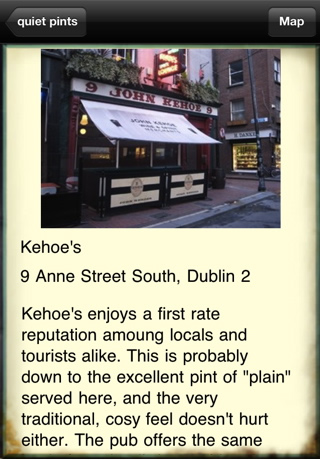 quiet pints
Map
9 JOHN KEHOE 9
JOHN KEHOE
Kehoe's
9 Anne Street South, Dublin 2
Kehoe's enjoys a first rate
reputation amoung locals and
tourists alike. This is probably
down to the excellent pint of "plain"
served here, and the very
traditional, cosy feel doesn't hurt
either. The pub offers the same